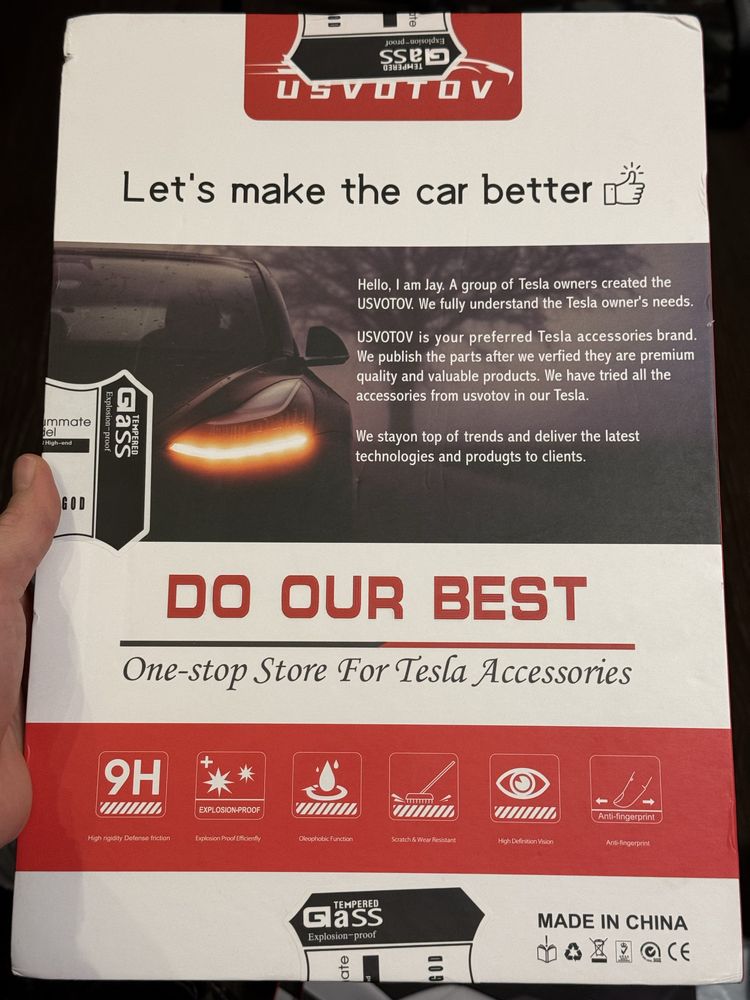 Explosion-proof
Glass
TEMPERED
USVOTOV
Let's make the car better
Hello, I am Jay. A group of Tesla owners created the
USVOTOV. We fully understand the Tesla owner's needs.
USVOTOV is your preferred Tesla accessories brand.
We publish the parts after we verfied they are premium
quality and valuable products. We have tried all the
accessories from usvotov in our Tesla.
We stayon top of trends and deliver the latest
technologies and produgts to clients.
TEMPERED
Glass
Explosion-proof
High-end
GOD
DO OUR BEST
One-stop Store For Tesla Accessories
9H
EXPLOSION-PROOF
Anti-fingerprint
High rigidity Defense friction
Explosion Proof Efficiently
Oleophobic Function
Scratch & Wear Resistant
High Definition Vision
Anti-fingerprint
TEMPERED
Glass
Explosion-proof
GOD
MADE IN CHINA
CE